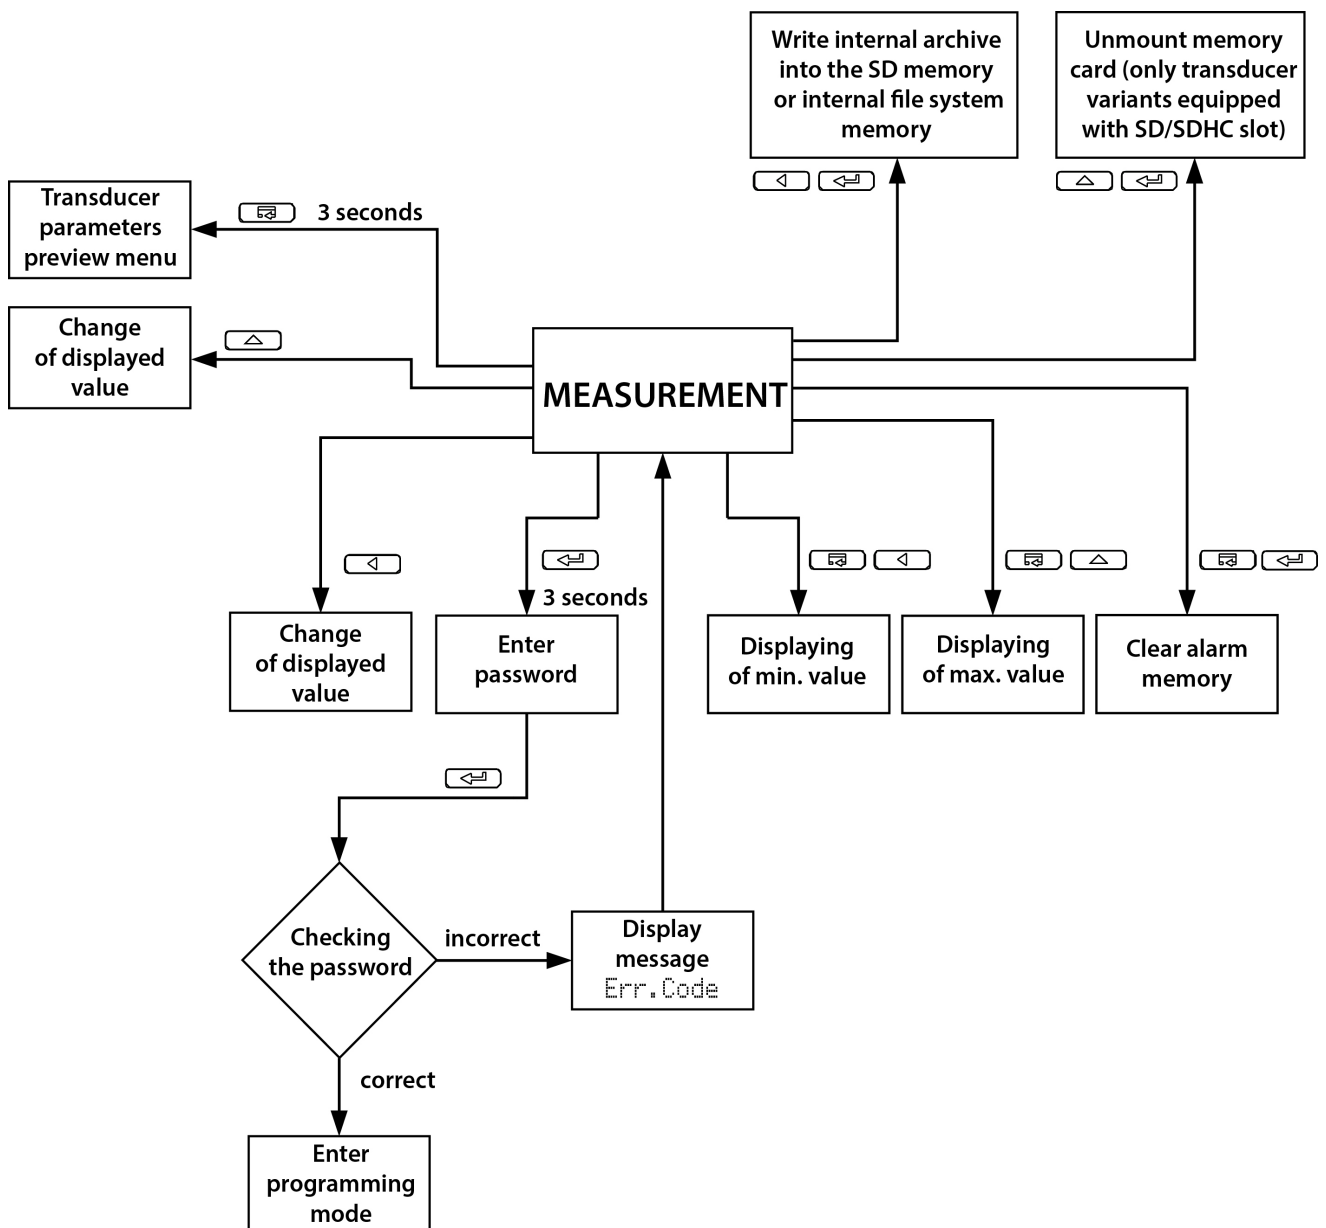 Write internal archive
into the SD memory
or internal file system
memory
Unmount memory
card (only transducer
variants equipped
with SD/SDHC slot)
Transducer
parameters
preview menu
3 seconds
Change
of displayed
value
MEASUREMENT
3 seconds
Change
of displayed
value
Enter
password
Displaying
of min. value
Displaying
of max. value
Clear alarm
memory
Checking
the password
incorrect
Display
message
Err.Code
correct
Enter
programming
mode